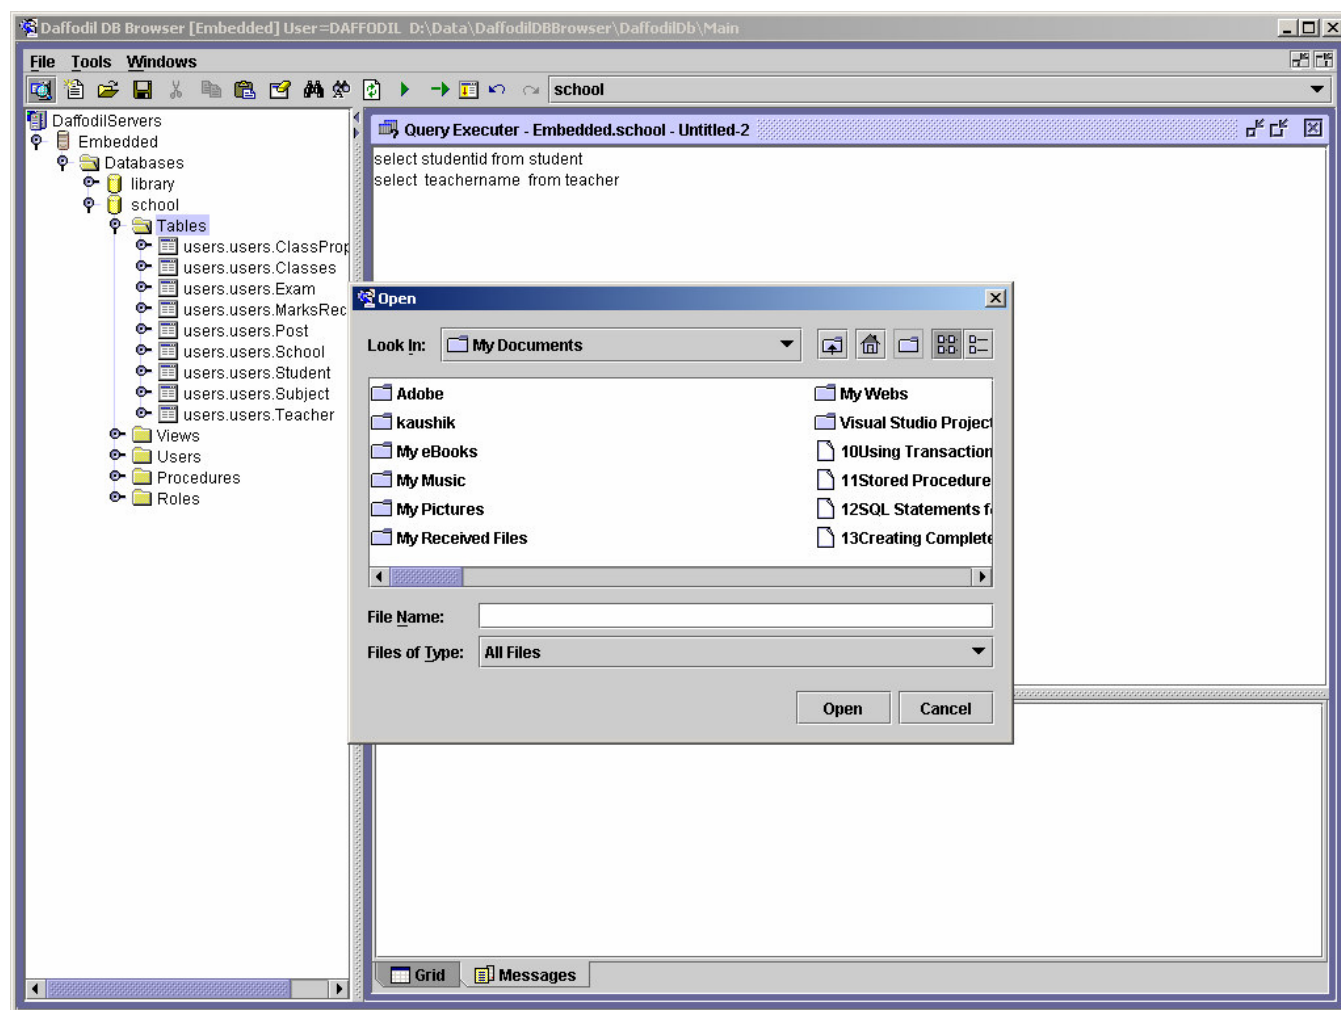 Daffodil DB Browser [Embedded] User=DAFFODIL D:\Data\DaffodilDBBrowser\DaffodilDb\Main
File Tools Windows
school
DaffodilServers
Embedded
Databases
library
school
Tables
users.users.ClassProp
users.users.Classes
users.users.Exam
users.users.MarksRec
users.users.Post
users.users.School
users.users.Student
users.users.Subject
users.users.Teacher
Views
Users
Procedures
Roles
Query Executer - Embedded.school - Untitled-2
select studentid from student
select teachername from teacher
Open
Look In: My Documents
Adobe
kaushik
My eBooks
My Music
My Pictures
My Received Files
My Webs
Visual Studio Project
10Using Transaction
11Stored Procedure
12SQL Statements f
13Creating Complete
File Name:
Files of Type: All Files
Open Cancel
Grid Messages